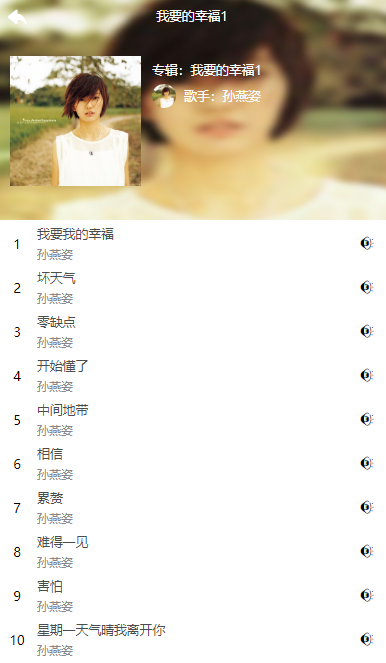 我要的幸福1
专辑：我要的幸福1
歌手：孙燕姿
1
我要我的幸福
孙燕姿
2
坏天气
孙燕姿
3
零缺点
孙燕姿
4
开始懂了
孙燕姿
5
中间地带
孙燕姿
6
相信
孙燕姿
7
累赘
孙燕姿
8
难得一见
孙燕姿
9
害怕
孙燕姿
10
星期一天气晴我离开你
孙燕姿